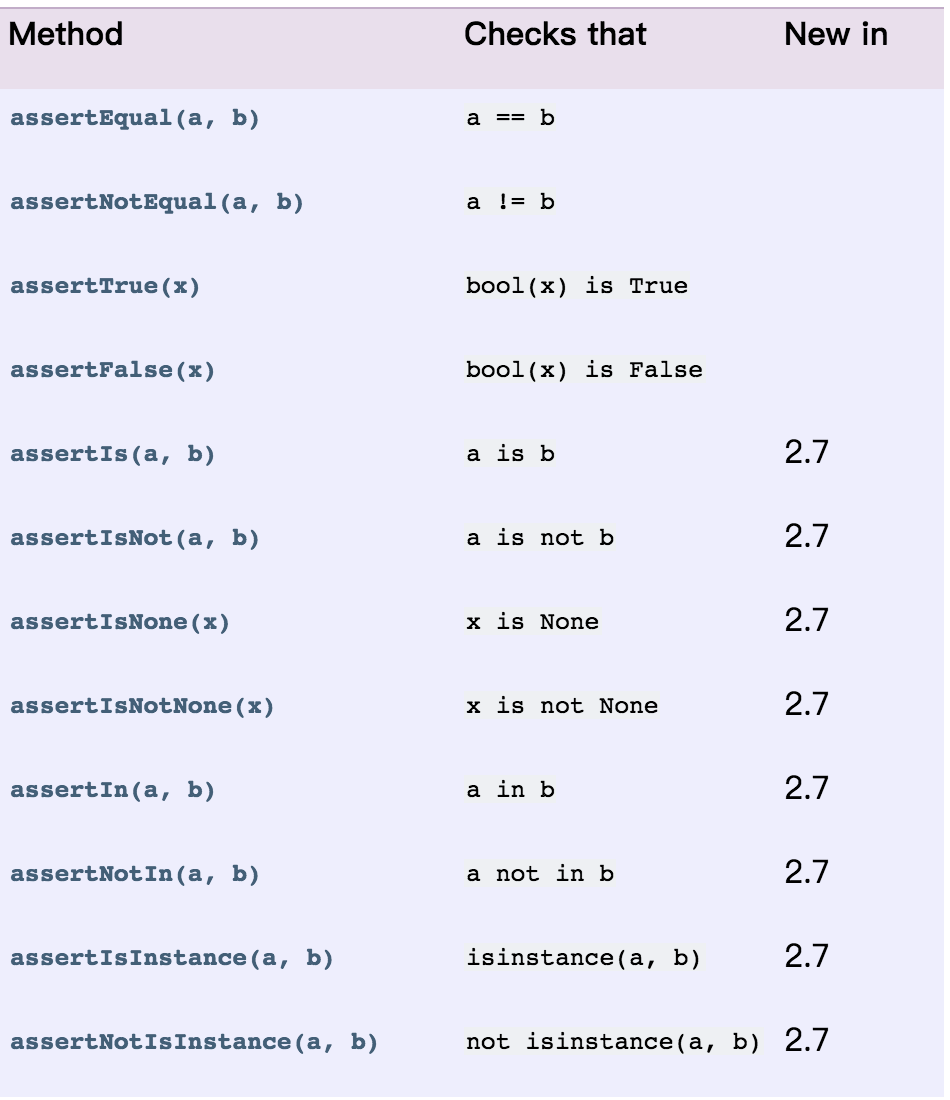 Method Checks that New in
assertEqual(a, b) a == b
assertNotEqual(a, b) a != b
assertTrue(x) bool(x) is True
assertFalse(x) bool(x) is False
assertIs(a, b) a is b 2.7
assertIsNot(a, b) a is not b 2.7
assertIsNone(x) x is None 2.7
assertIsNotNone(x) x is not None 2.7
assertIn(a, b) a in b 2.7
assertNotIn(a, b) a not in b 2.7
assertIsInstance(a, b) isinstance(a, b) 2.7
assertNotIsInstance(a, b) not isinstance(a, b) 2.7